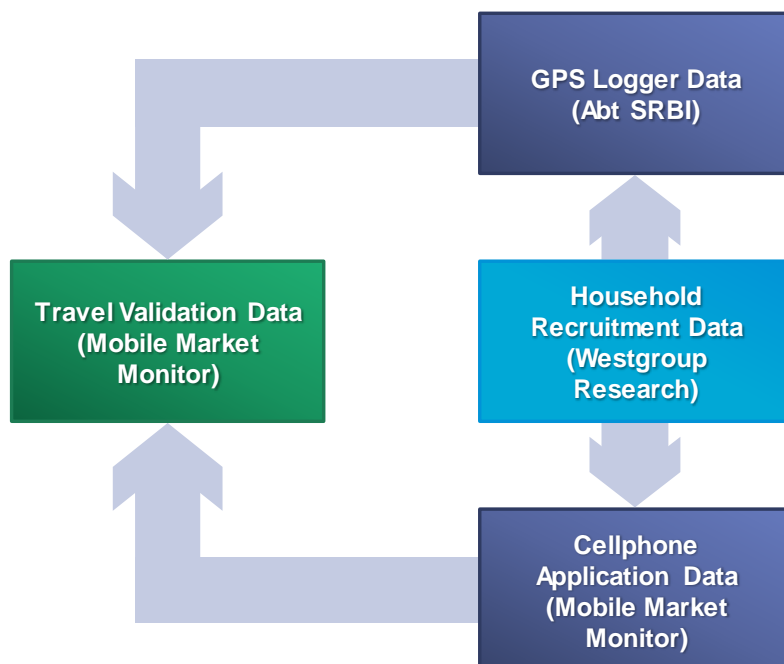 GPS Logger Data
(Abt SRBI)
Travel Validation Data
(Mobile Market
Monitor)
Household
Recruitment Data
(Westgroup
Research)
Cellphone
Application Data
(Mobile Market
Monitor)